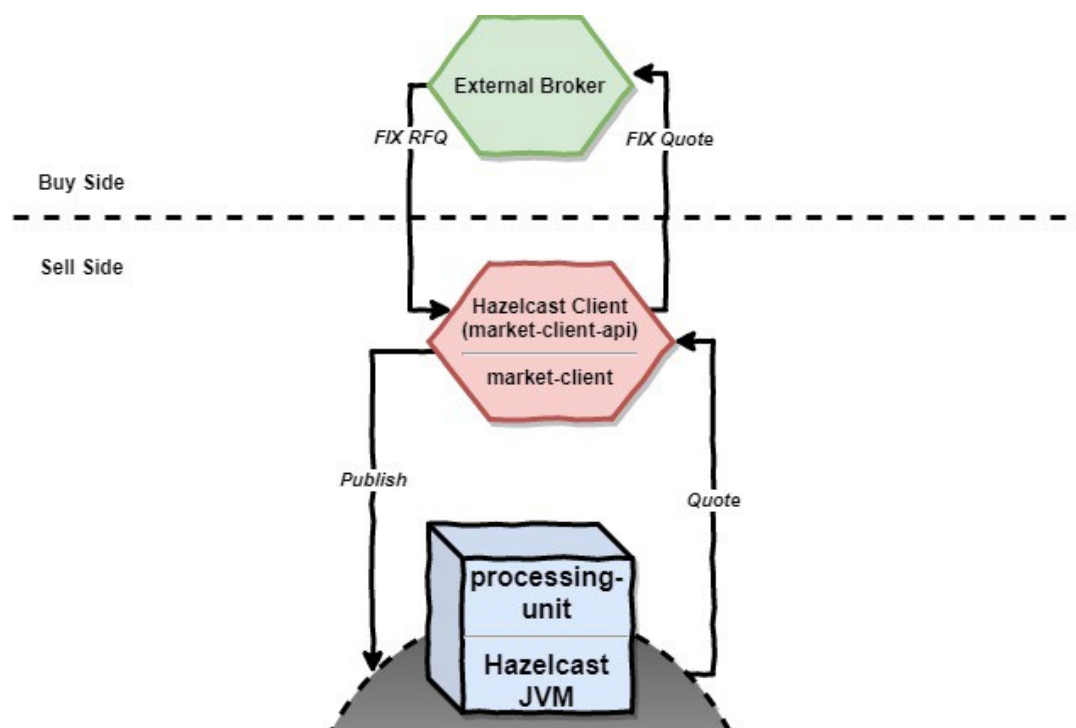 External Broker
FIX RFQ
FIX Quote
Buy Side
Sell Side
Hazelcast Client
(market-client-api)
market-client
Publish
Quote
processing-
unit
Hazelcast
JVM